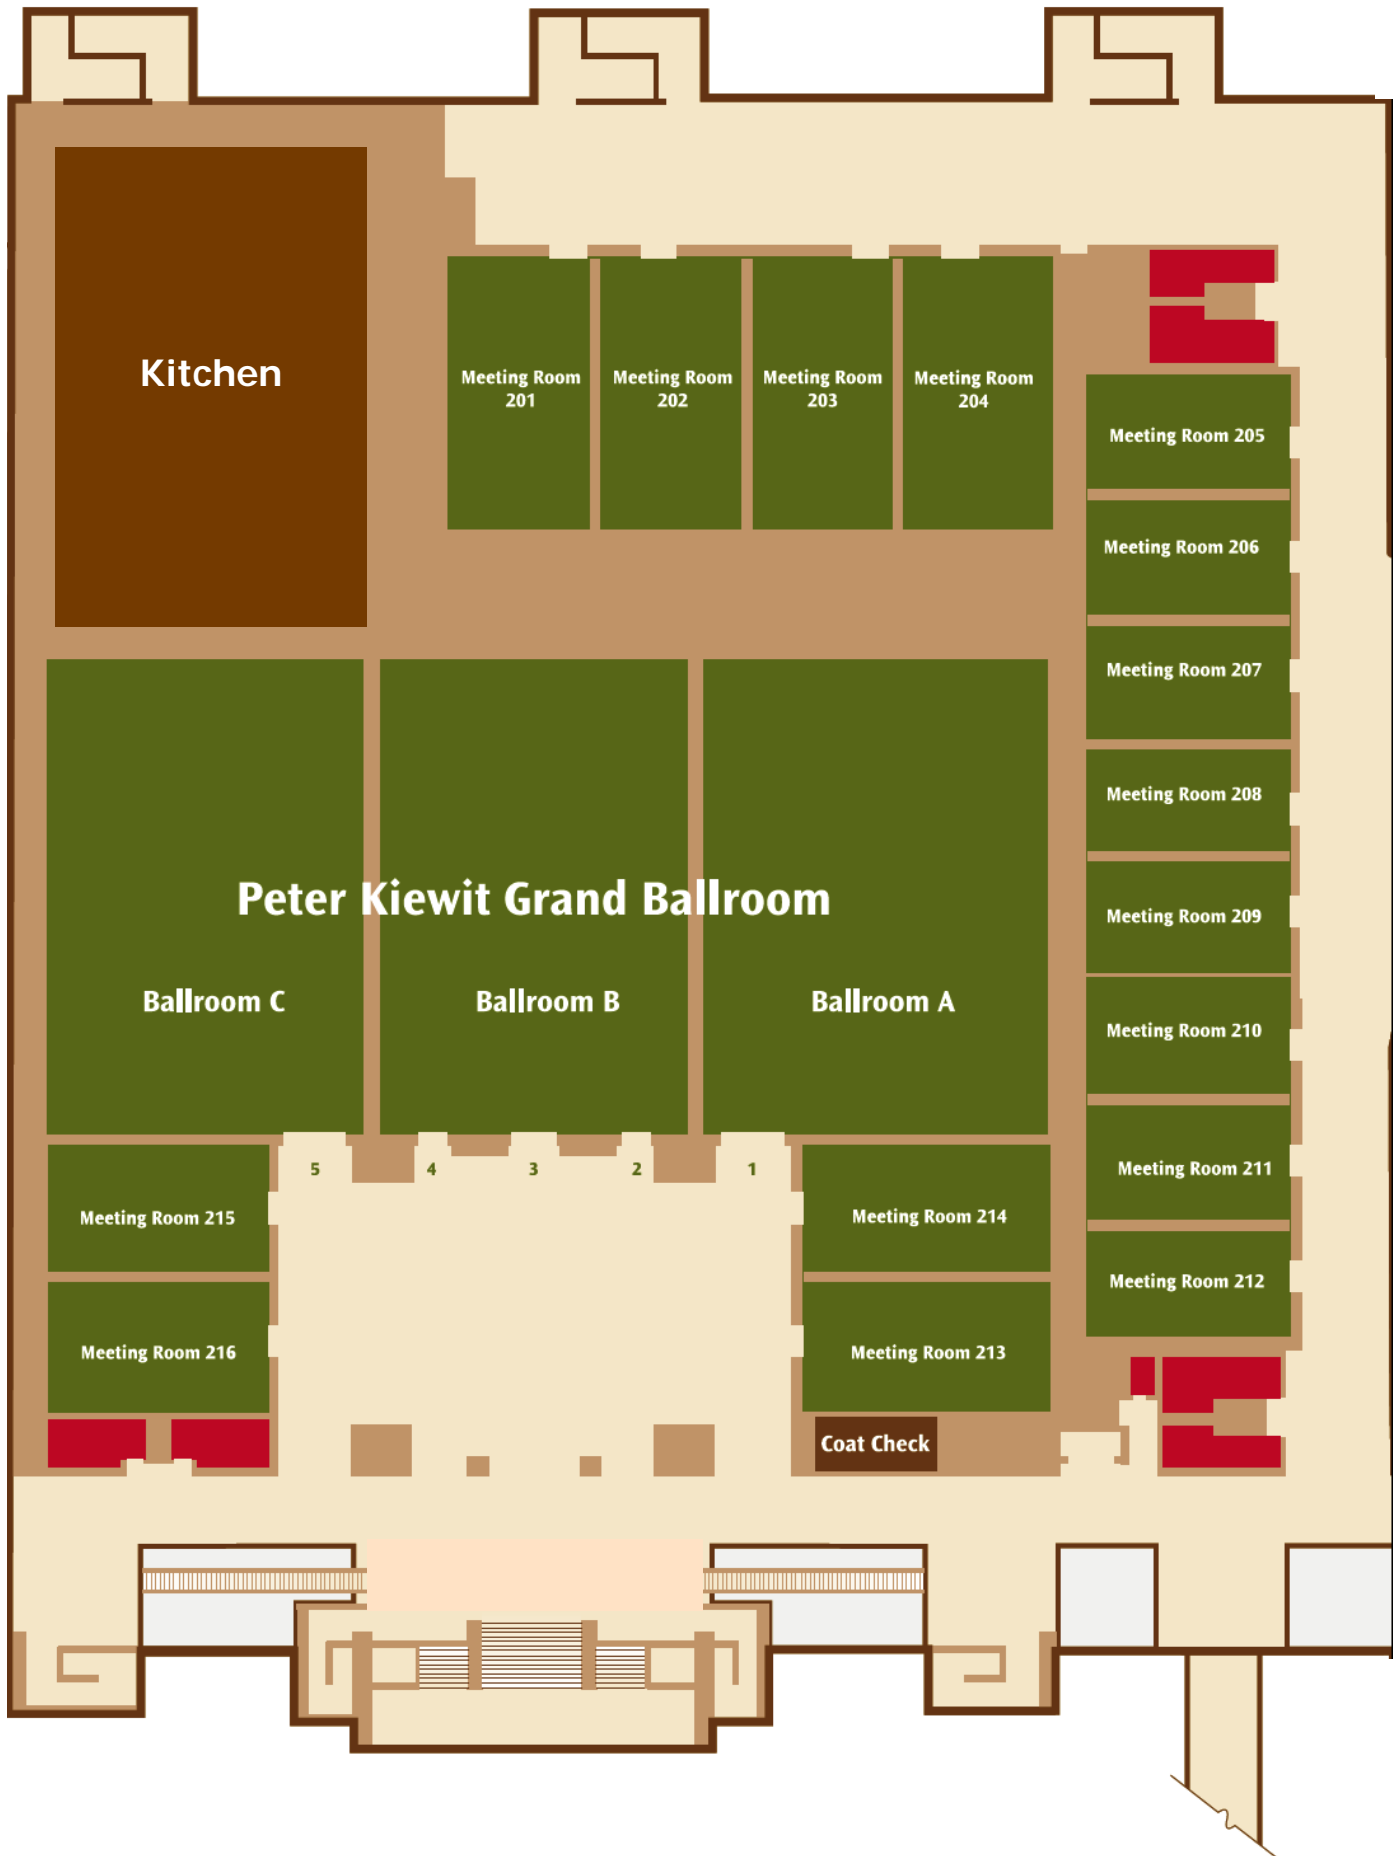 Kitchen
Meeting Room
201
Meeting Room
202
Meeting Room
203
Meeting Room
204
Meeting Room 205
Meeting Room 206
Meeting Room 207
Meeting Room 208
Peter Kiewit Grand Ballroom
Meeting Room 209
Ballroom C
Ballroom B
Ballroom A
Meeting Room 210
5
4
3
2
1
Meeting Room 211
Meeting Room 215
Meeting Room 214
Meeting Room 212
Meeting Room 216
Meeting Room 213
Coat Check